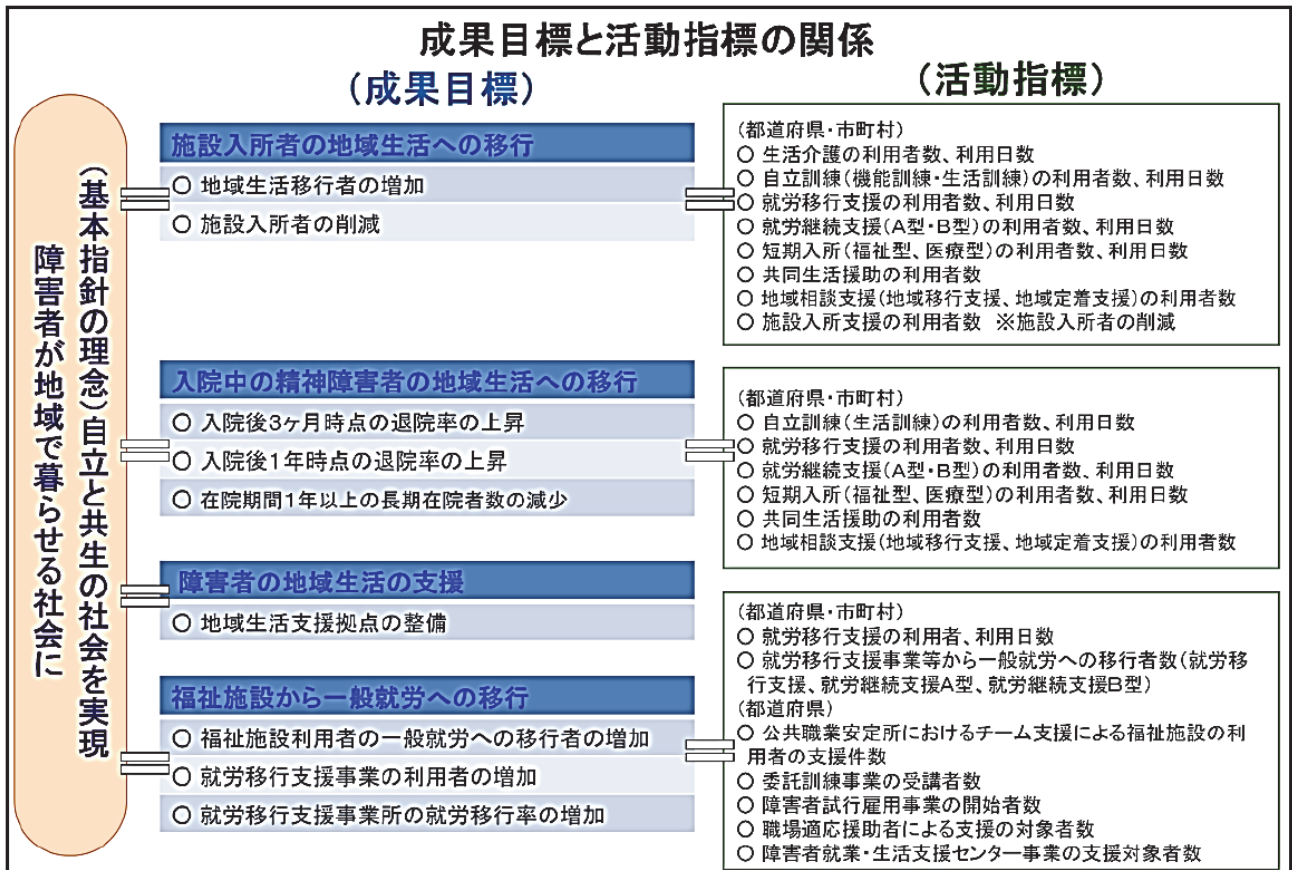 成果目標と活動指標の関係
（成果目標）
（活動指標）
（基本指針の理念）自立と共生の社会を実現
障害者が地域で暮らせる社会に
施設入所者の地域生活への移行
○ 地域生活移行者の増加
○ 施設入所者の削減
（都道府県・市町村）
○ 生活介護の利用者数、利用日数
○ 自立訓練（機能訓練・生活訓練）の利用者数、利用日数
○ 就労移行支援の利用者数、利用日数
○ 就労継続支援（A型・B型）の利用者数、利用日数
○ 短期入所（福祉型、医療型）の利用者数、利用日数
○ 共同生活援助の利用者数
○ 地域相談支援（地域移行支援、地域定着支援）の利用者数
○ 施設入所支援の利用者数 ※施設入所者の削減
入院中の精神障害者の地域生活への移行
○ 入院後3ヶ月時点の退院率の上昇
○ 入院後1年時点の退院率の上昇
○ 在院期間1年以上の長期在院者数の減少
（都道府県・市町村）
○ 自立訓練（生活訓練）の利用者数、利用日数
○ 就労移行支援の利用者数、利用日数
○ 就労継続支援（A型・B型）の利用者数、利用日数
○ 短期入所（福祉型、医療型）の利用者数、利用日数
○ 共同生活援助の利用者数
○ 地域相談支援（地域移行支援、地域定着支援）の利用者数
障害者の地域生活の支援
○ 地域生活支援拠点の整備
福祉施設から一般就労への移行
○ 福祉施設利用者の一般就労への移行者の増加
○ 就労移行支援事業の利用者の増加
○ 就労移行支援事業所の就労移行率の増加
（都道府県・市町村）
○ 就労移行支援の利用者、利用日数
○ 就労移行支援事業等から一般就労への移行者数（就労移
行支援、就労継続支援A型、就労継続支援B型）
（都道府県）
○ 公共職業安定所におけるチーム支援による福祉施設の利
用者の支援件数
○ 委託訓練事業の受講者数
○ 障害者試行雇用事業の開始者数
○ 職場適応援助者による支援の対象者数
○ 障害者就業・生活支援センター事業の支援対象者数